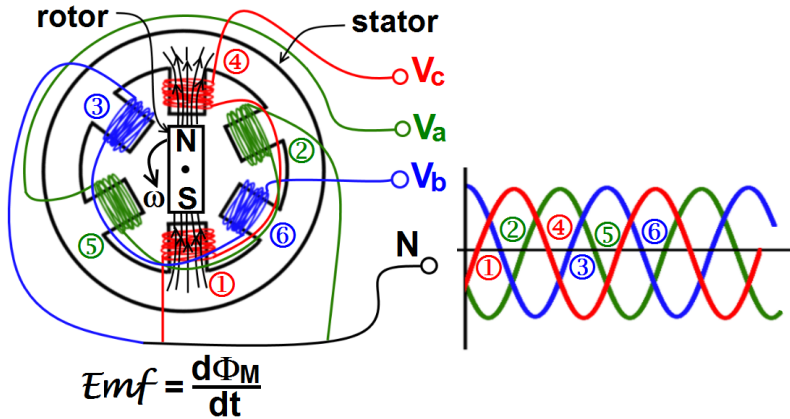 rotor
stator
④
Vc
③
Va
N
②
ω
Vb
S
⑤
⑥
N
①
② ④ ⑤ ⑥
① ③
Emf = dΦM
dt